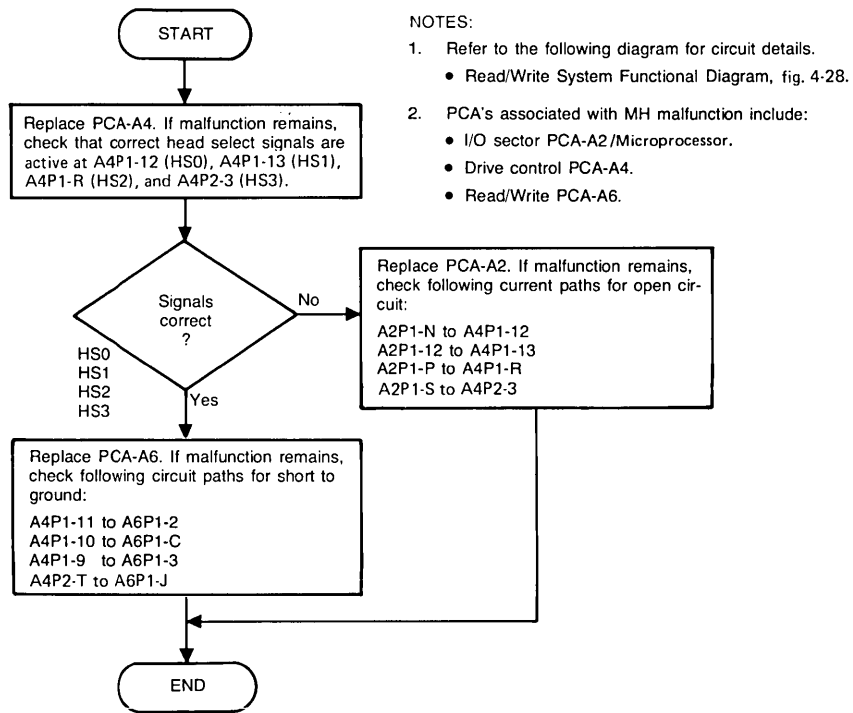 START
Replace PCA-A4. If malfunction remains,
check that correct head select signals are
active at A4P1-12 (HS0), A4P1-13 (HS1),
A4P1-R (HS2), and A4P2-3 (HS3).
Signals
correct
?
No
HS0
HS1
HS2
HS3
Yes
Replace PCA-A2. If malfunction remains,
check following current paths for open cir-
cuit:
A2P1-N to A4P1-12
A2P1-12 to A4P1-13
A2P1-P to A4P1-R
A2P1-S to A4P2-3
Replace PCA-A6. If malfunction remains,
check following circuit paths for short to
ground:
A4P1-11 to A6P1-2
A4P1-10 to A6P1-C
A4P1-9 to A6P1-3
A4P2-T to A6P1-J
END
NOTES:
1. Refer to the following diagram for circuit details.
• Read/Write System Functional Diagram, fig. 4-28.
2. PCA's associated with MH malfunction include:
• I/O sector PCA-A2/Microprocessor.
• Drive control PCA-A4.
• Read/Write PCA-A6.